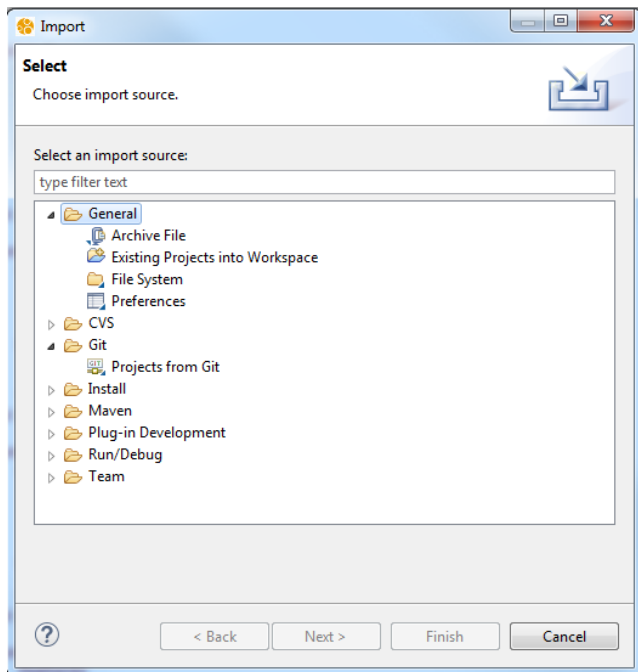 Import
Select
Choose import source.
Select an import source:
type filter text
General
Archive File
Existing Projects into Workspace
File System
Preferences
CVS
Git
GIT
Projects from Git
Install
Maven
Plug-in Development
Run/Debug
Team
?
< Back
Next >
Finish
Cancel